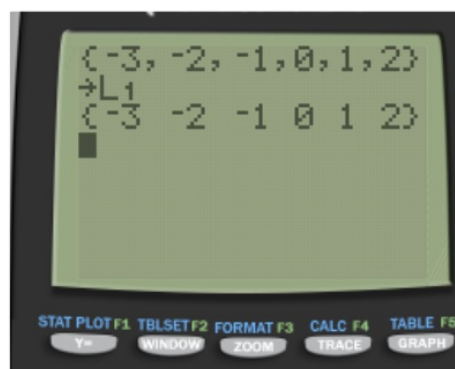 {-3, -2, -1,0,1,2}
→L₁
{-3 -2 -1 0 1 2}
STAT PLOT F1 TBLSET F2 FORMAT F3 CALC F4 TABLE F5
Y= WINDOW ZOOM TRACE GRAPH